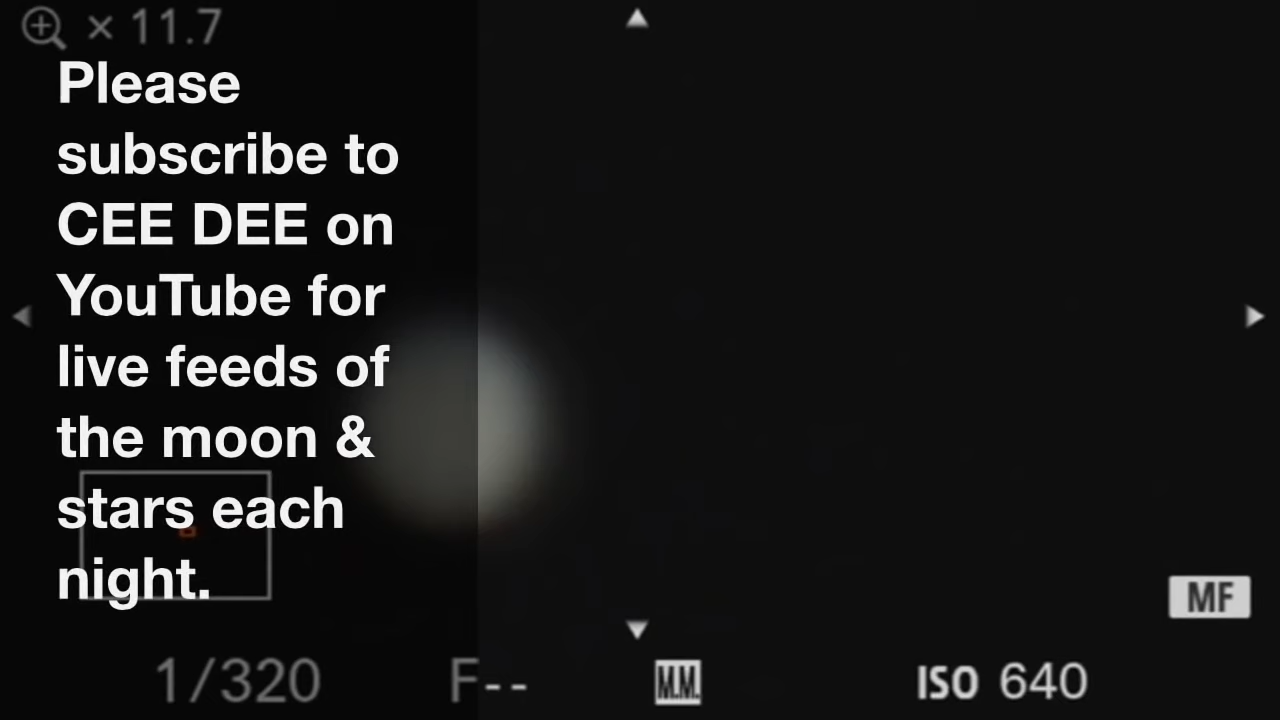 × 11.7
Please
subscribe to
CEE DEE on
YouTube for
live feeds of
the moon &
stars each
night.
MF
1/320 F-- M.M. ISO 640